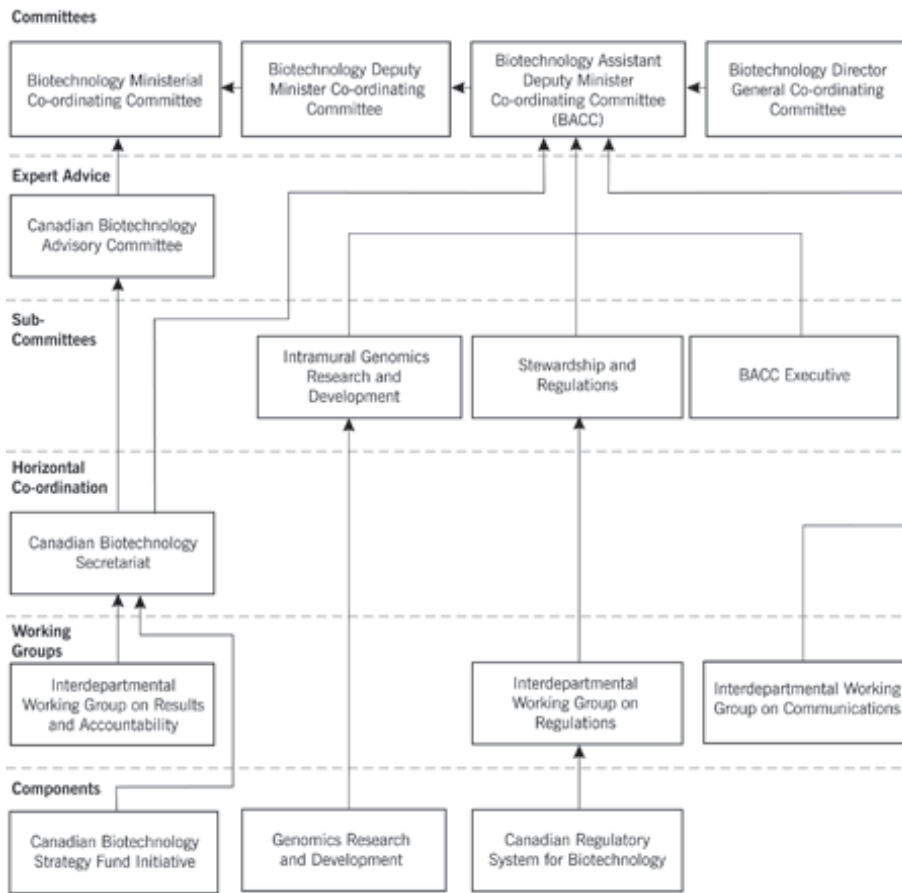 Committees
Biotechnology Ministerial
Co-ordinating Committee
Biotechnology Deputy
Minister Co-ordinating
Committee
Biotechnology Assistant
Deputy Minister
Co-ordinating Committee
(BACC)
Biotechnology Director
General Co-ordinating
Committee
Expert Advice
Canadian Biotechnology
Advisory Committee
Sub-
Committees
Intramural Genomics
Research and
Development
Stewardship and
Regulations
BACC Executive
Horizontal
Co-ordination
Canadian Biotechnology
Secretariat
Working
Groups
Interdepartmental
Working Group on Results
and Accountability
Interdepartmental
Working Group on
Regulations
Interdepartmental Working
Group on Communications
Components
Canadian Biotechnology
Strategy Fund Initiative
Genomics Research
and Development
Canadian Regulatory
System for Biotechnology